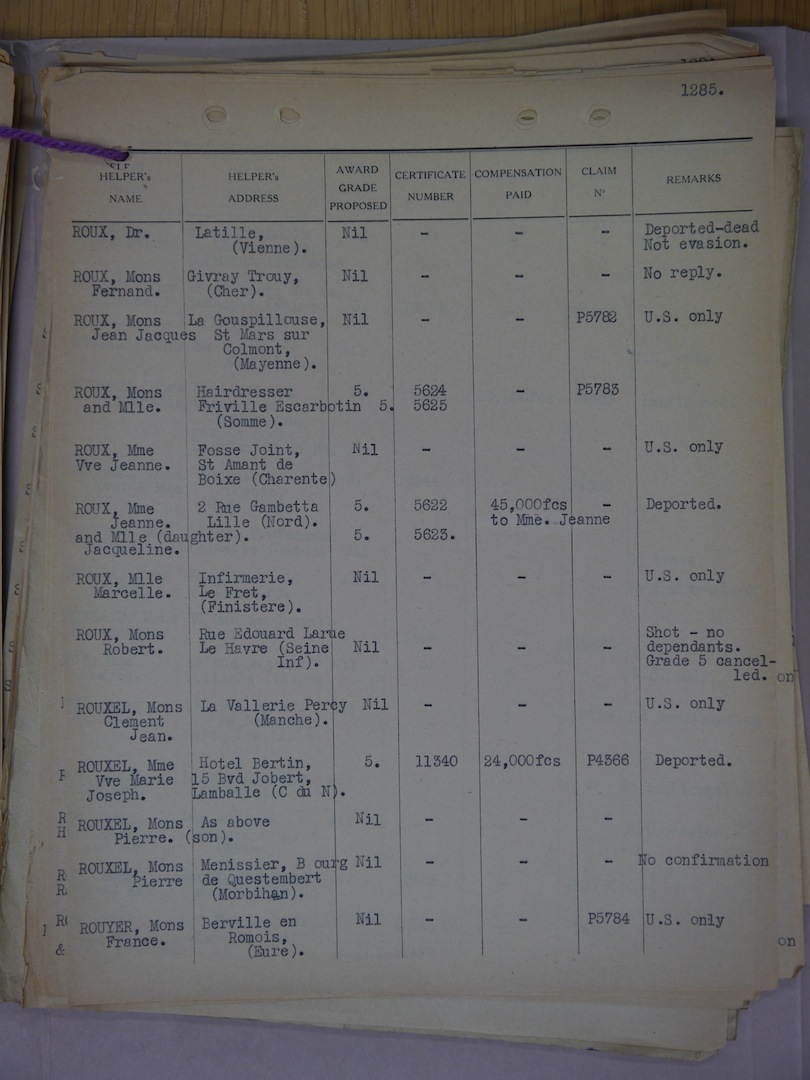 1285.
HELPER's NAME HELPER's ADDRESS AWARD GRADE PROPOSED CERTIFICATE NUMBER COMPENSATION PAID CLAIM Nº REMARKS
ROUX, Dr. Latille, Nil - - - Deported-dead
(Vienne). Not evasion.
ROUX, Mons Givray Trouy, Nil - - - No reply.
Fernand. (Cher).
ROUX, Mons La Gouspillouse, Nil - - P5782 U.S. only
Jean Jacques St Mars sur
Colmont,
(Mayenne).
ROUX, Mons Hairdresser 5. 5624 - P5783
and Mlle. Friville Escarbotin 5. 5625
(Somme).
ROUX, Mme Fosse Joint, Nil - - - U.S. only
Vve Jeanne. St Amant de
Boixe (Charente)
ROUX, Mme 2 Rue Gambetta 5. 5622 45,000fcs - Deported.
Jeanne. Lille (Nord). to Mme. Jeanne
and Mlle (daughter). 5. 5623.
Jacqueline.
ROUX, Mlle Infirmerie, Nil - - - U.S. only
Marcelle. Le Fret,
(Finistere).
ROUX, Mons Rue Edouard Larue Shot - no
Robert. Le Havre (Seine Nil - - - dependants.
Inf). Grade 5 cancel-
led.
ROUXEL, Mons La Vallerie Percy Nil - - - U.S. only
Clement (Manche).
Jean.
ROUXEL, Mme Hotel Bertin, 5. 11340 24,000fcs P4366 Deported.
Vve Marie 15 Bvd Jobert,
Joseph. Lamballe (C du N).
ROUXEL, Mons As above Nil - - -
Pierre. (son).
ROUXEL, Mons Menissier, B ourg Nil - - - No confirmation
Pierre de Questembert
(Morbihan).
ROUYER, Mons Berville en Nil - - P5784 U.S. only
France. Romois,
(Eure).
on
on